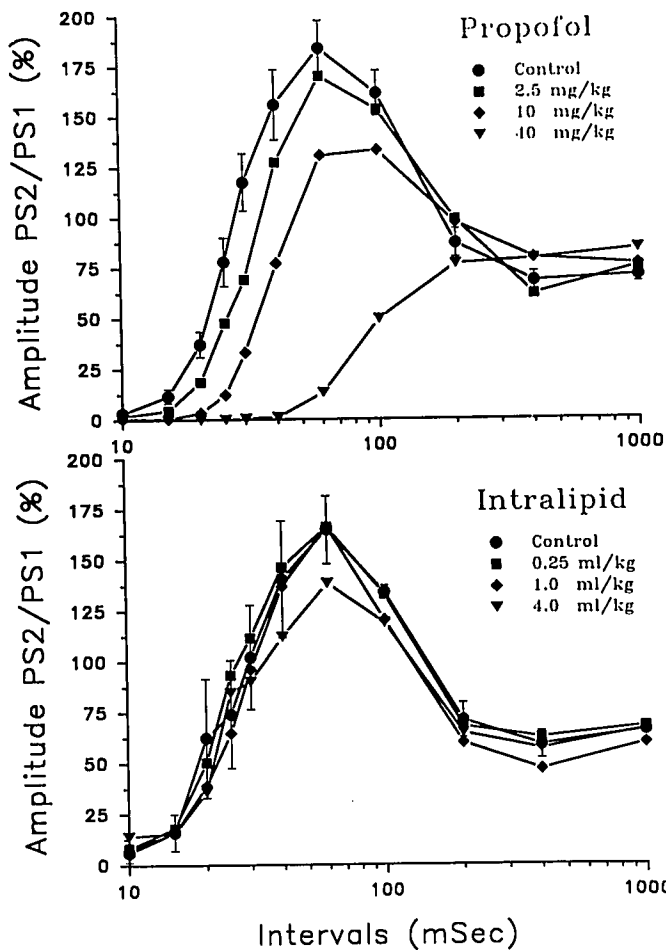 Propofol
Control
2.5 mg/kg
10 mg/kg
40 mg/kg
Amplitude PS2/PS1 (%)
200
175
150
125
100
75
50
25
0
10
100
1000
Intralipid
Control
0.25 ml/kg
1.0 ml/kg
4.0 ml/kg
Amplitude PS2/PS1 (%)
200
175
150
125
100
75
50
25
0
10
100
1000
Intervals (mSec)